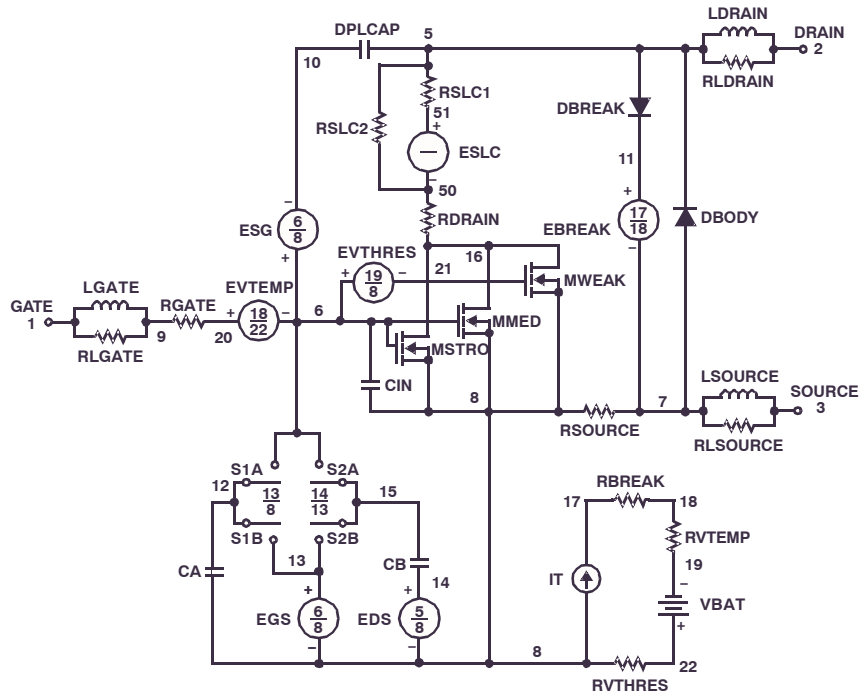 LDRAIN
DPLCAP 5 DRAIN
10 2
RSLC1 RLDRAIN
51 DBREAK
+
RSLC2 ESLC
11
−
50 +
−
RDRAIN 17
18 DBODY
ESG 6
8 EBREAK
−
+ EVTHRES 16
+ 19
8 − 21 MWEAK
LGATE EVTEMP
GATE RGATE + 18
22 − 6 MMED
1 9 20
RLGATE MSTRO
CIN LSOURCE
8 7 SOURCE
3
RSOURCE RLSOURCE
S1A S2A
12 13
8 14
13 15 RBREAK
17 18
S1B S2B RVTEMP
13 CB 19
CA 14 IT −
+ + VBAT
EGS 6
8 EDS 5
8 +
− − 8 22
RVTHRES